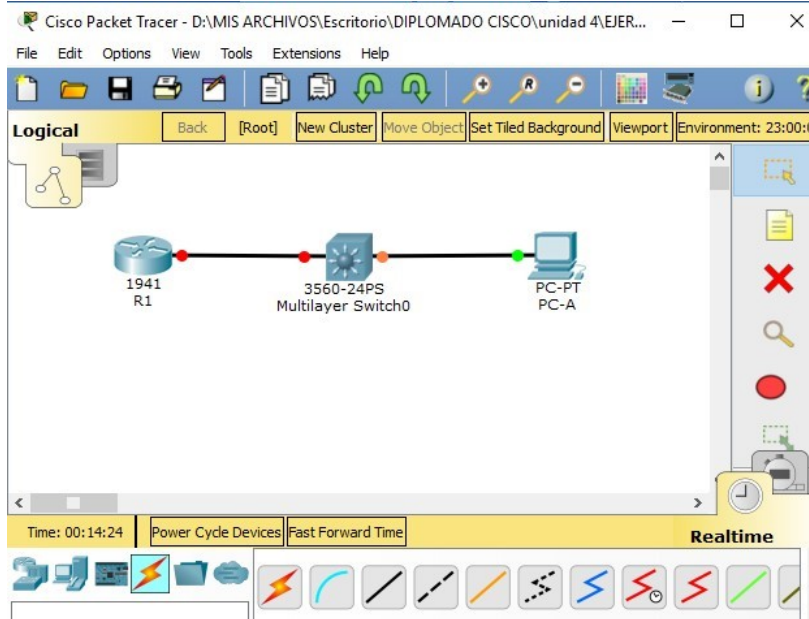 Cisco Packet Tracer - D:\MIS ARCHIVOS\Escritorio\DIPLOMADO CISCO\unidad 4\EJER...
File Edit Options View Tools Extensions Help
Logical Back [Root] New Cluster Move Object Set Tiled Background Viewport Environment: 23:00:
1941
R1
3560-24PS
Multilayer Switch0
PC-PT
PC-A
Time: 00:14:24 Power Cycle Devices Fast Forward Time Realtime